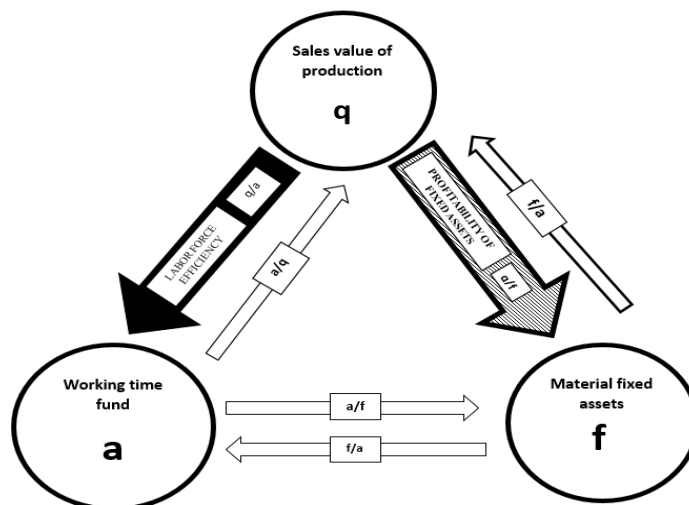 Sales value of
production
q
q/a
LABOR FORCE
EFFICIENCY
a/q
PROFITABILITY OF
FIXED ASSETS
a/f
f/a
Working time
fund
a
a/f
f/a
Material fixed
assets
f